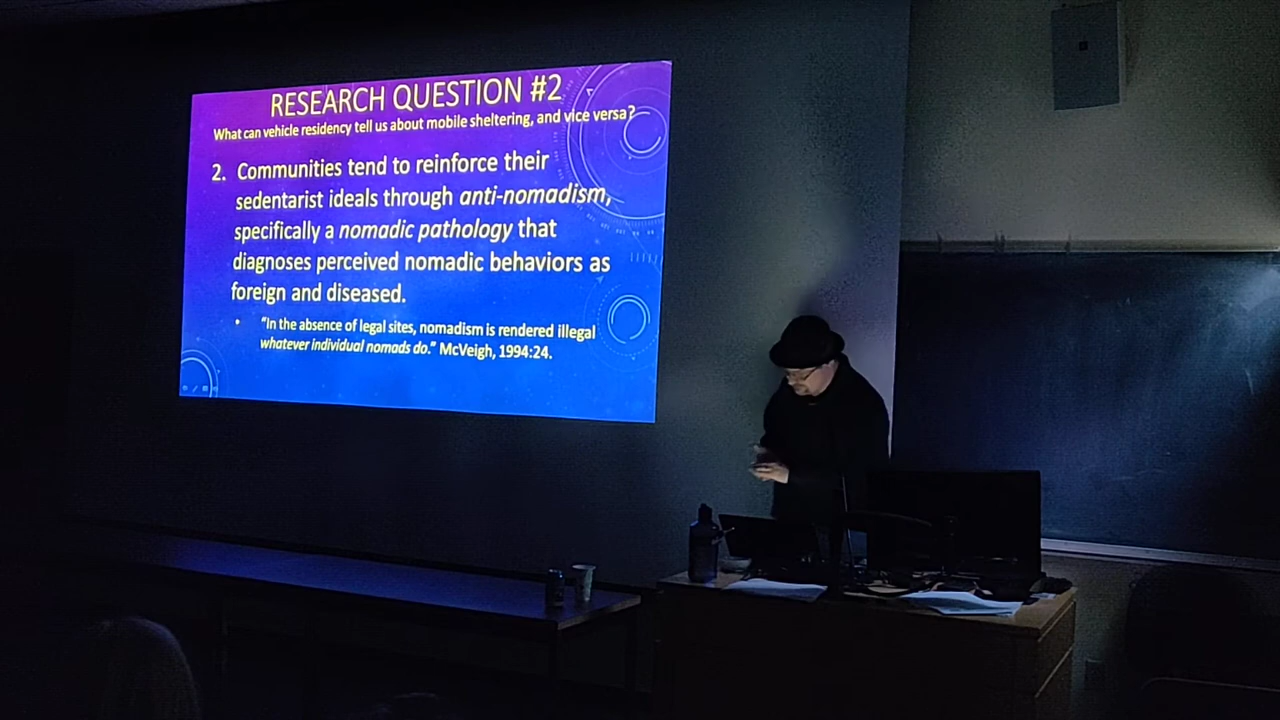 RESEARCH QUESTION #2
What can vehicle residency tell us about mobile sheltering, and vice versa?
2. Communities tend to reinforce their
sedentarist ideals through anti-nomadism,
specifically a nomadic pathology that
diagnoses perceived nomadic behaviors as
foreign and diseased.
• "In the absence of legal sites, nomadism is rendered illegal
whatever individual nomads do." McVeigh, 1994:24.